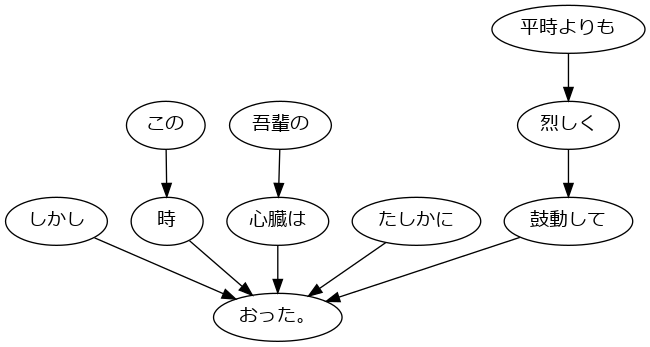 平時よりも
この
吾輩の
烈しく
しかし
時
心臓は
たしかに
鼓動して
おった。